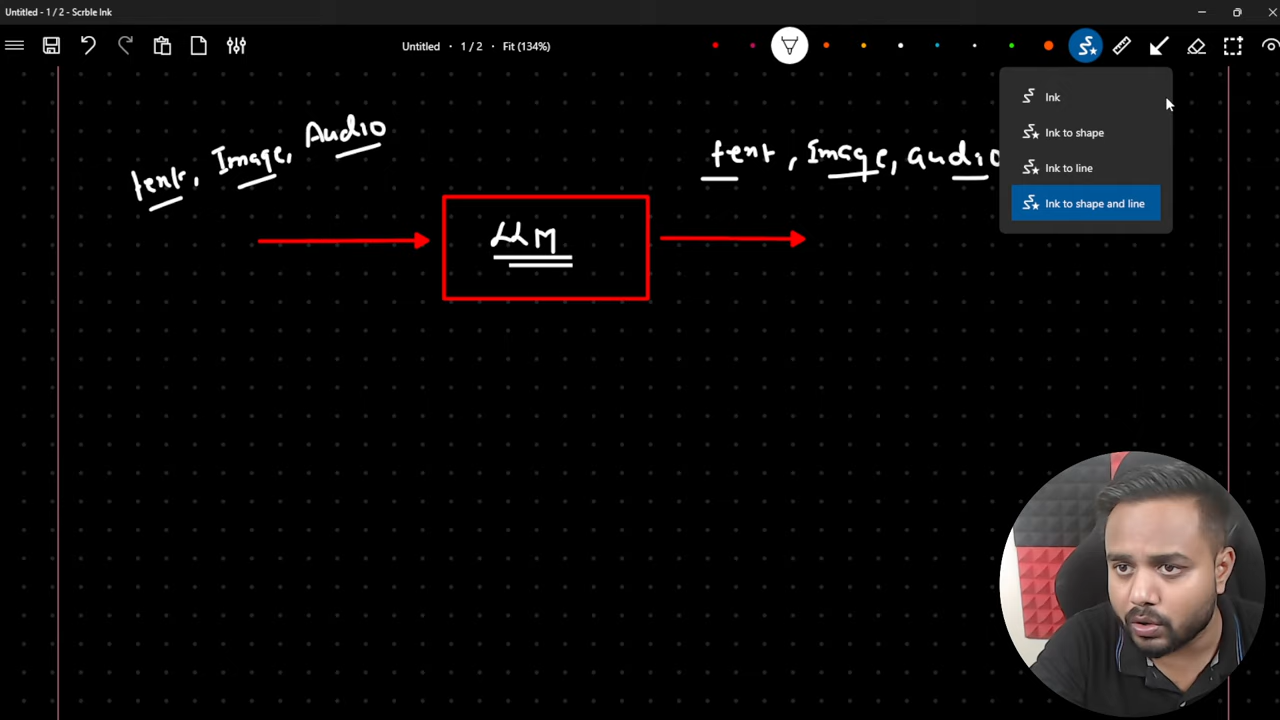 Untitled - 1 / 2 - Scrble Ink
Untitled • 1 / 2 • Fit (134%)
Ink
Ink to shape
Ink to line
Ink to shape and line
text, Image, Audio
text, Image, audio
LLM